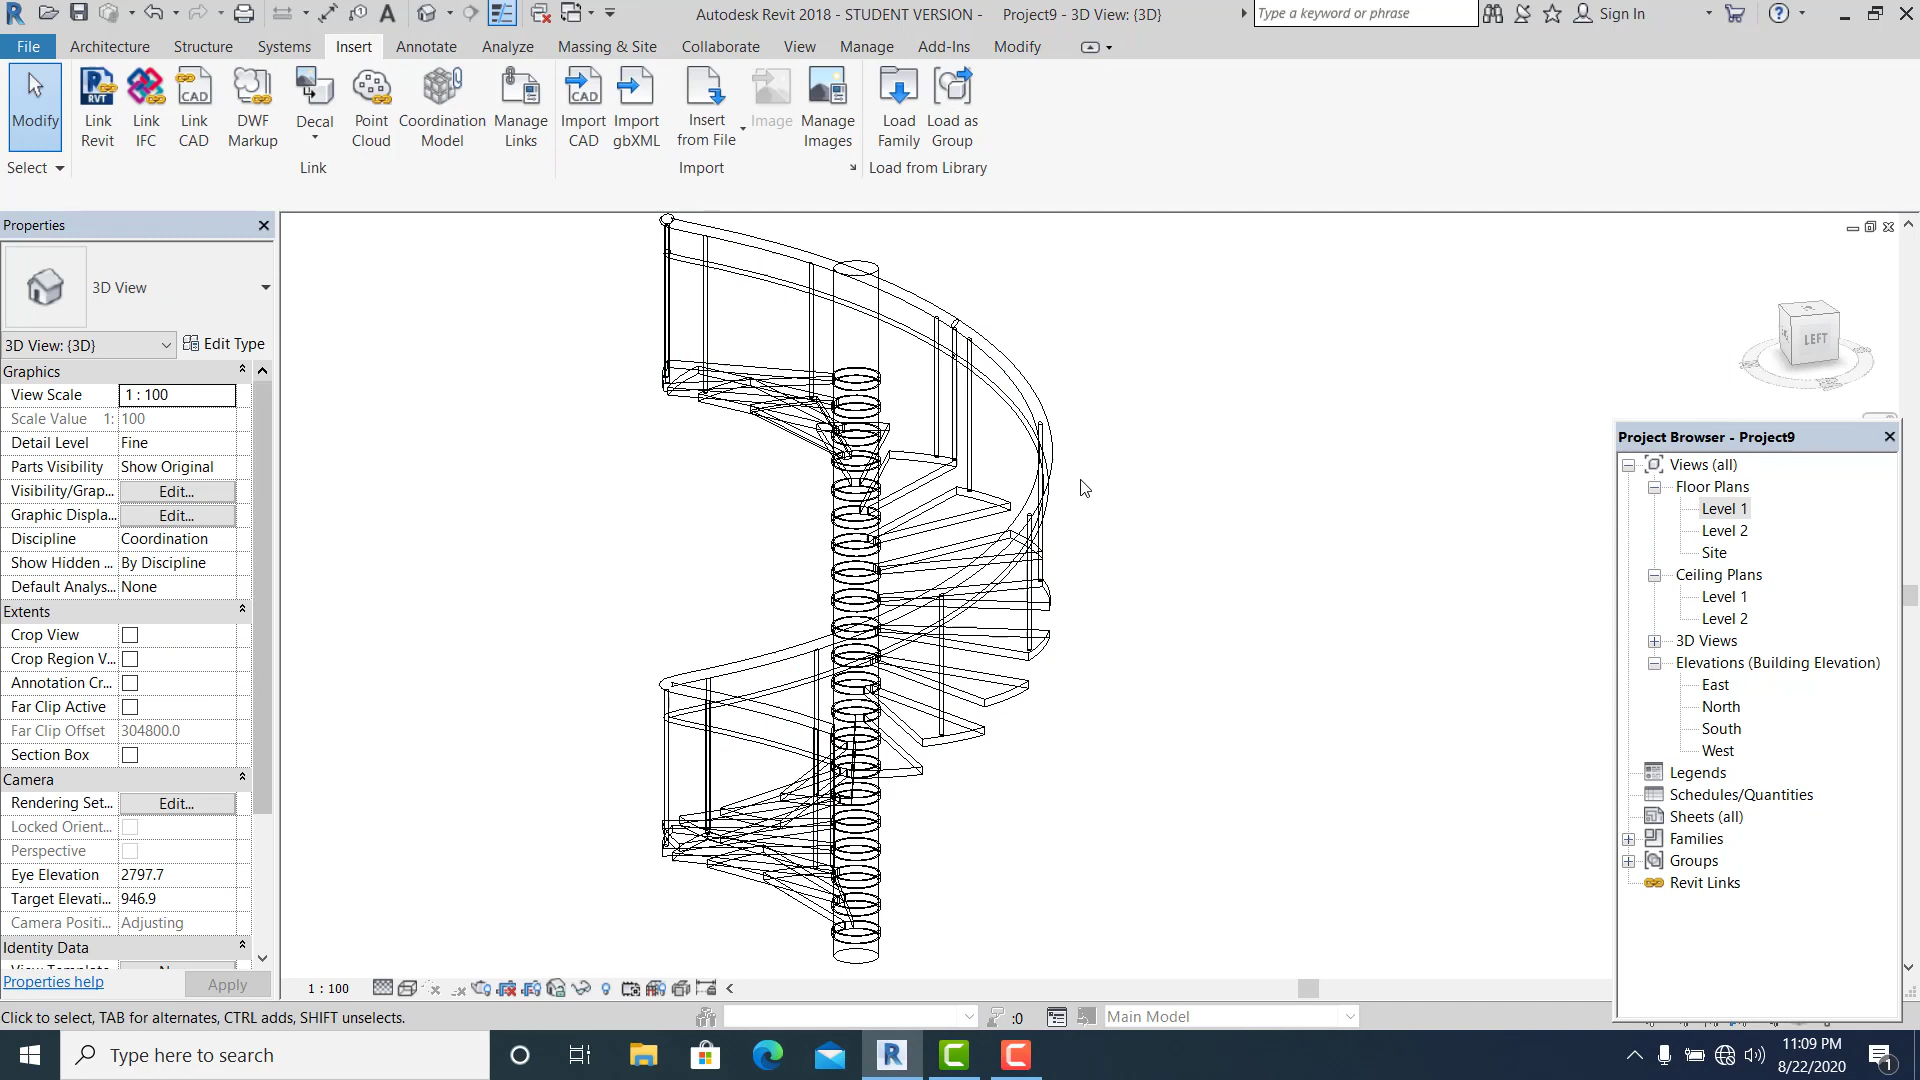 Autodesk Revit 2018 - STUDENT VERSION - Project9 - 3D View: {3D}
Type a keyword or phrase
Sign In
File Architecture Structure Systems Insert Annotate Analyze Massing & Site Collaborate View Manage Add-Ins Modify
Modify
Link Revit
Link IFC
Link CAD
DWF Markup
Decal
Point Cloud
Coordination Model
Manage Links
Import CAD
Import gbXML
Insert from File
Image
Manage Images
Load Family
Load as Group
Select
Link
Import
Load from Library
Properties
3D View
3D View: {3D}
Edit Type
Graphics
View Scale 1 : 100
Scale Value 1: 100
Detail Level Fine
Parts Visibility Show Original
Visibility/Grap... Edit...
Graphic Displa... Edit...
Discipline Coordination
Show Hidden ... By Discipline
Default Analys... None
Extents
Crop View
Crop Region V...
Annotation Cr...
Far Clip Active
Far Clip Offset 304800.0
Section Box
Camera
Rendering Set... Edit...
Locked Orient...
Perspective
Eye Elevation 2797.7
Target Elevati... 946.9
Camera Positi... Adjusting
Identity Data
Properties help
Apply
LEFT
Project Browser - Project9
Views (all)
Floor Plans
Level 1
Level 2
Site
Ceiling Plans
Level 1
Level 2
3D Views
Elevations (Building Elevation)
East
North
South
West
Legends
Schedules/Quantities
Sheets (all)
Families
Groups
Revit Links
1 : 100
Click to select, TAB for alternates, CTRL adds, SHIFT unselects.
:0
Main Model
Type here to search
11:09 PM
8/22/2020
1